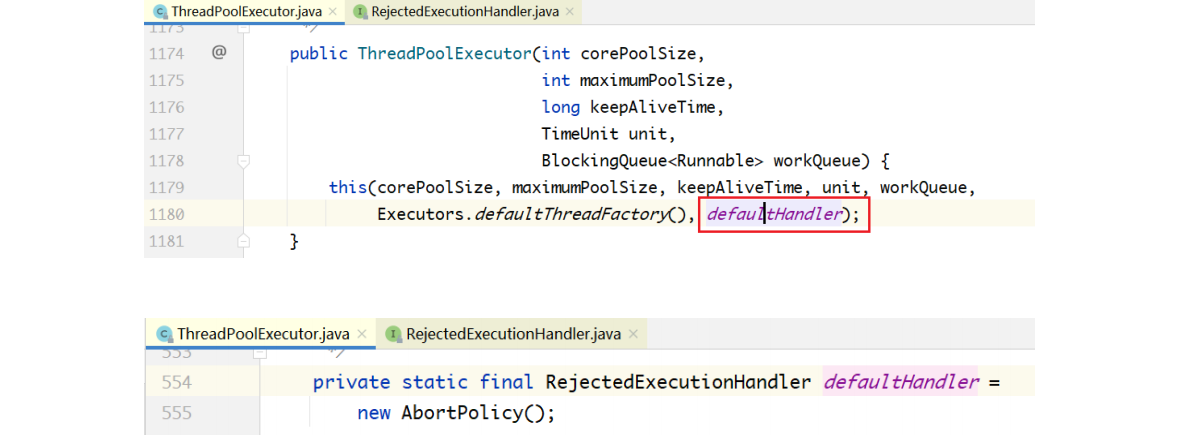 ThreadPoolExecutor.java × RejectedExecutionHandler.java ×
1173 */
1174 @ public ThreadPoolExecutor(int corePoolSize,
1175 int maximumPoolSize,
1176 long keepAliveTime,
1177 TimeUnit unit,
1178 BlockingQueue<Runnable> workQueue) {
1179 this(corePoolSize, maximumPoolSize, keepAliveTime, unit, workQueue,
1180 Executors.defaultThreadFactory(), defaultHandler);
1181 }
ThreadPoolExecutor.java × RejectedExecutionHandler.java ×
553 */
554 private static final RejectedExecutionHandler defaultHandler =
555 new AbortPolicy();